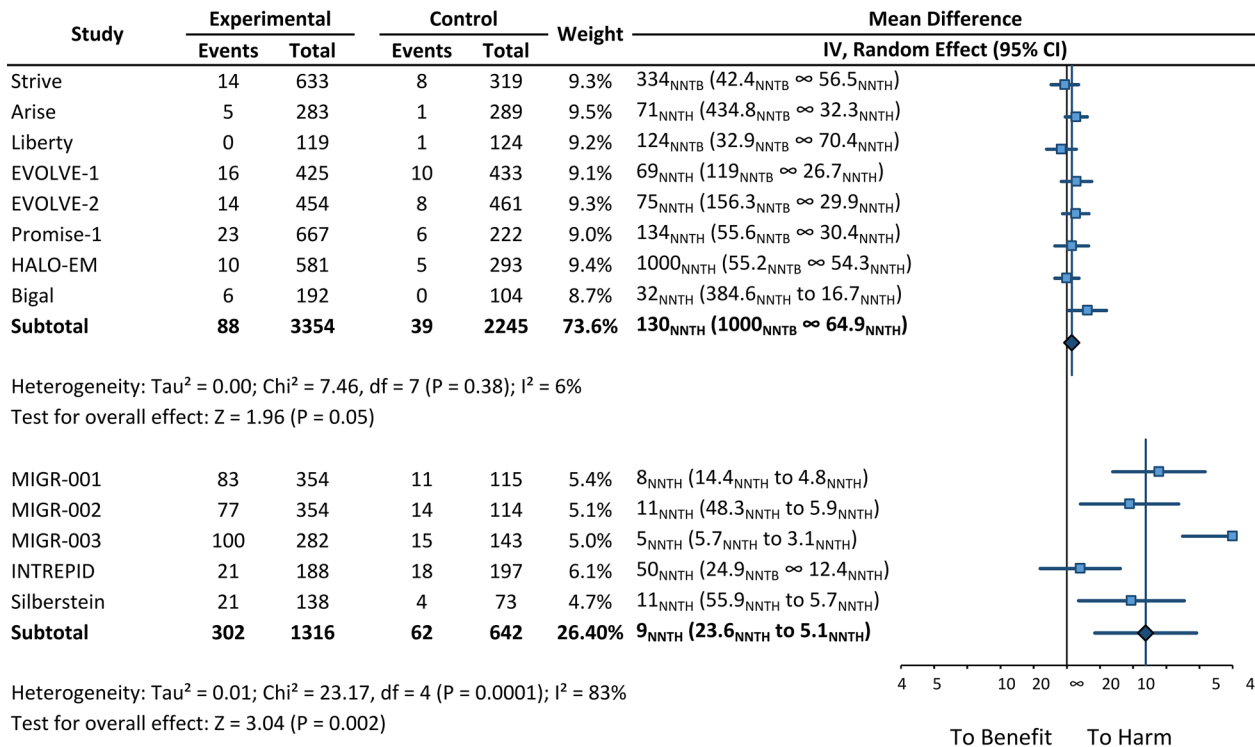 Study Experimental Control Weight Mean Difference
Events Total Events Total IV, Random Effect (95% CI)
Strive 14 633 8 319 9.3% 334NNTB (42.4NNTB ∞ 56.5NNTH)
Arise 5 283 1 289 9.5% 71NNTH (434.8NNTB ∞ 32.3NNTH)
Liberty 0 119 1 124 9.2% 124NNTB (32.9NNTB ∞ 70.4NNTH)
EVOLVE-1 16 425 10 433 9.1% 69NNTH (119NNTB ∞ 26.7NNTH)
EVOLVE-2 14 454 8 461 9.3% 75NNTH (156.3NNTB ∞ 29.9NNTH)
Promise-1 23 667 6 222 9.0% 134NNTH (55.6NNTB ∞ 30.4NNTH)
HALO-EM 10 581 5 293 9.4% 1000NNTH (55.2NNTB ∞ 54.3NNTH)
Bigal 6 192 0 104 8.7% 32NNTH (384.6NNTH to 16.7NNTH)
Subtotal 88 3354 39 2245 73.6% 130NNTH (1000NNTB ∞ 64.9NNTH)
Heterogeneity: Tau² = 0.00; Chi² = 7.46, df = 7 (P = 0.38); I² = 6%
Test for overall effect: Z = 1.96 (P = 0.05)
MIGR-001 83 354 11 115 5.4% 8NNTH (14.4NNTH to 4.8NNTH)
MIGR-002 77 354 14 114 5.1% 11NNTH (48.3NNTH to 5.9NNTH)
MIGR-003 100 282 15 143 5.0% 5NNTH (5.7NNTH to 3.1NNTH)
INTREPID 21 188 18 197 6.1% 50NNTH (24.9NNTB ∞ 12.4NNTH)
Silberstein 21 138 4 73 4.7% 11NNTH (55.9NNTH to 5.7NNTH)
Subtotal 302 1316 62 642 26.40% 9NNTH (23.6NNTH to 5.1NNTH)
4 5 10 20 ∞ 20 10 5 4
Heterogeneity: Tau² = 0.01; Chi² = 23.17, df = 4 (P = 0.0001); I² = 83%
Test for overall effect: Z = 3.04 (P = 0.002)
To Benefit To Harm